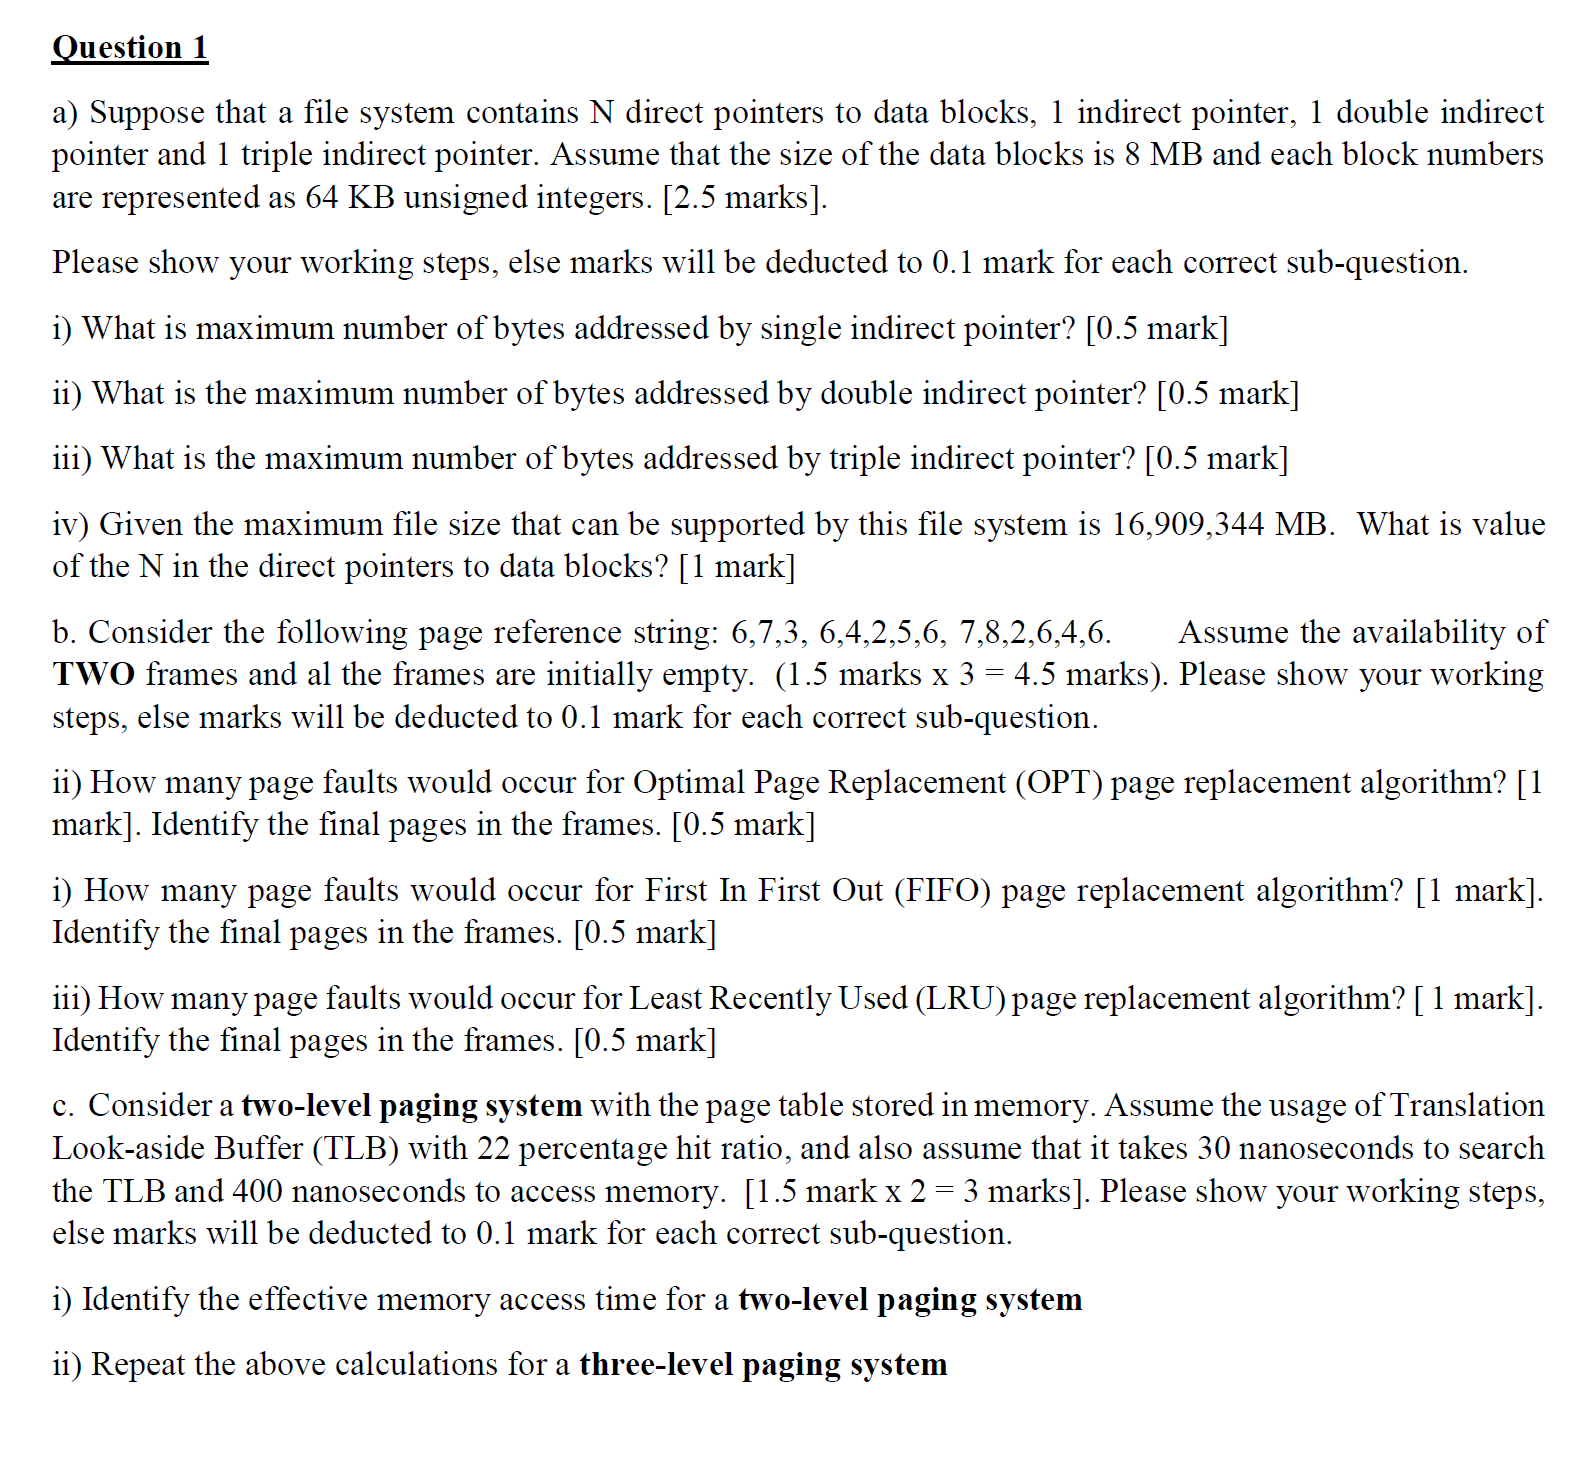 Question 1
a) Suppose that a file system contains N direct pointers to data blocks, 1 indirect pointer, 1 double indirect
pointer and 1 triple indirect pointer. Assume that the size of the data blocks is 8 MB and each block numbers
are represented as 64 KB unsigned integers. [2.5 marks].
Please show your working steps, else marks will be deducted to 0.1 mark for each correct sub-question.
i) What is maximum number of bytes addressed by single indirect pointer? [0.5 mark]
ii) What is the maximum number of bytes addressed by double indirect pointer? [0.5 mark]
iii) What is the maximum number of bytes addressed by triple indirect pointer? [0.5 mark]
iv) Given the maximum file size that can be supported by this file system is 16,909,344 MB.  What is value
of the N in the direct pointers to data blocks? [1 mark]
b. Consider the following page reference string: 6,7,3, 6,4,2,5,6, 7,8,2,6,4,6.    Assume the availability of
TWO frames and al the frames are initially empty.  (1.5 marks x 3 = 4.5 marks). Please show your working
steps, else marks will be deducted to 0.1 mark for each correct sub-question.
ii) How many page faults would occur for Optimal Page Replacement (OPT) page replacement algorithm? [1
mark]. Identify the final pages in the frames. [0.5 mark]
i) How many page faults would occur for First In First Out (FIFO) page replacement algorithm? [1 mark].
Identify the final pages in the frames. [0.5 mark]
iii) How many page faults would occur for Least Recently Used (LRU) page replacement algorithm? [ 1 mark].
Identify the final pages in the frames. [0.5 mark]
c. Consider a two-level paging system with the page table stored in memory. Assume the usage of Translation
Look-aside Buffer (TLB) with 22 percentage hit ratio, and also assume that it takes 30 nanoseconds to search
the TLB and 400 nanoseconds to access memory.  [1.5 mark x 2 = 3 marks]. Please show your working steps,
else marks will be deducted to 0.1 mark for each correct sub-question.
i) Identify the effective memory access time for a two-level paging system
ii) Repeat the above calculations for a three-level paging system